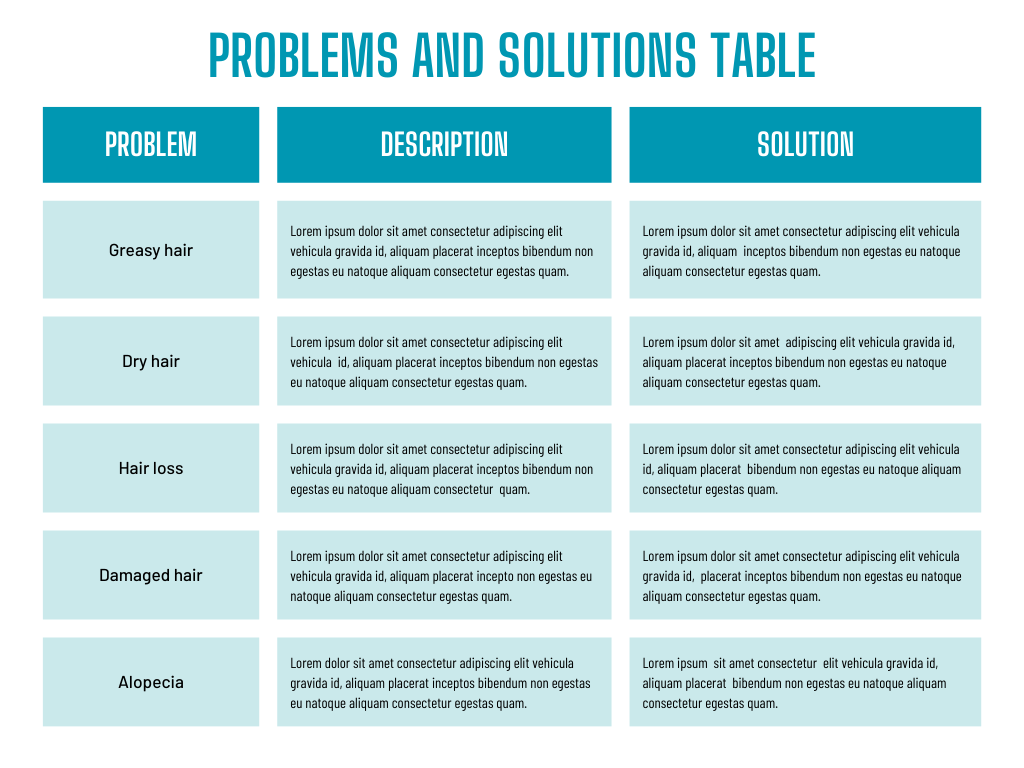 PROBLEMS AND SOLUTIONS TABLE
PROBLEM
DESCRIPTION
SOLUTION
Greasy hair
Lorem ipsum dolor sit amet consectetur adipiscing elit
vehicula gravida id, aliquam placerat inceptos bibendum non
egestas eu natoque aliquam consectetur egestas quam.
Lorem ipsum dolor sit amet consectetur adipiscing elit vehicula
gravida id, aliquam  inceptos bibendum non egestas eu natoque
aliquam consectetur egestas quam.
Dry hair
Lorem ipsum dolor sit amet consectetur adipiscing elit
vehicula  id, aliquam placerat inceptos bibendum non egestas
eu natoque aliquam consectetur egestas quam.
Lorem ipsum dolor sit amet  adipiscing elit vehicula gravida id,
aliquam placerat inceptos bibendum non egestas eu natoque
aliquam consectetur egestas quam.
Hair loss
Lorem ipsum dolor sit amet consectetur adipiscing elit
vehicula gravida id, aliquam placerat inceptos bibendum non
egestas eu natoque aliquam consectetur  quam.
Lorem ipsum dolor sit amet consectetur adipiscing elit vehicula
id, aliquam placerat  bibendum non egestas eu natoque aliquam
consectetur egestas quam.
Damaged hair
Lorem ipsum dolor sit amet consectetur adipiscing elit
vehicula gravida id, aliquam placerat incepto non egestas eu
natoque aliquam consectetur egestas quam.
Lorem ipsum dolor sit amet consectetur adipiscing elit vehicula
gravida id,  placerat inceptos bibendum non egestas eu natoque
aliquam consectetur egestas quam.
Alopecia
Lorem dolor sit amet consectetur adipiscing elit vehicula
gravida id, aliquam placerat inceptos bibendum non egestas
eu natoque aliquam consectetur egestas quam.
Lorem ipsum  sit amet consectetur  elit vehicula gravida id,
aliquam placerat  bibendum non egestas eu natoque aliquam
consectetur egestas quam.